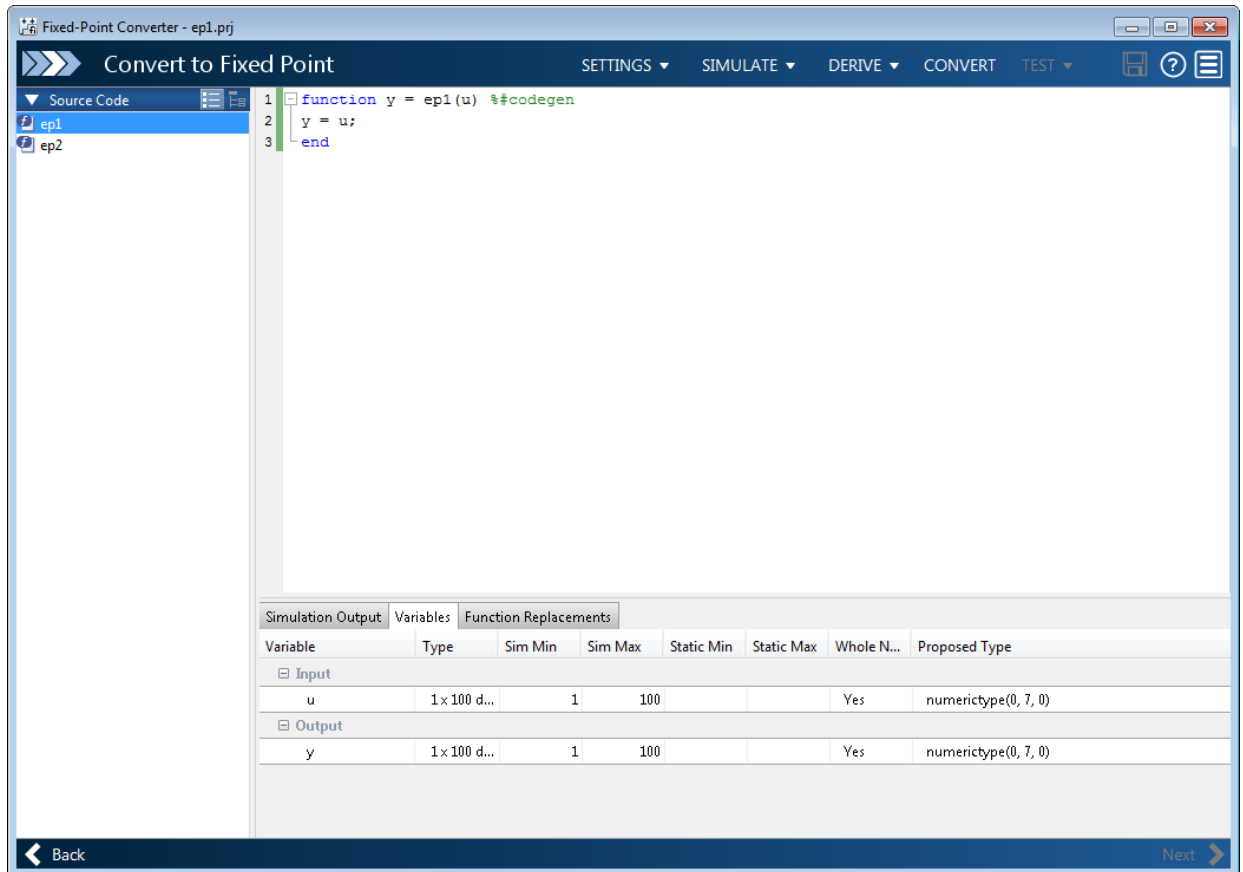 Fixed-Point Converter - ep1.prj
Convert to Fixed Point SETTINGS ▼ SIMULATE ▼ DERIVE ▼ CONVERT TEST ▼
Source Code
ep1
ep2
1 function y = ep1(u) %#codegen
2 y = u;
3 end
Simulation Output Variables Function Replacements
Variable Type Sim Min Sim Max Static Min Static Max Whole N... Proposed Type
Input
u 1 x 100 d... 1 100 Yes numerictype(0, 7, 0)
Output
y 1 x 100 d... 1 100 Yes numerictype(0, 7, 0)
Back Next